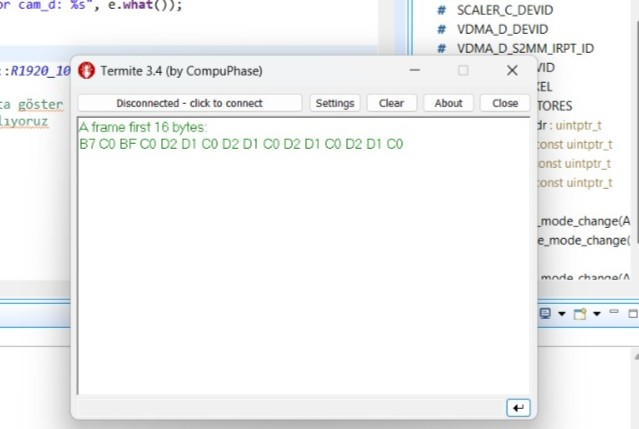 or cam_d: %s", e.what());
::R1920_10
ta göster
lıyoruz
# SCALER_C_DEVID
# VDMA_D_DEVID
# VDMA_D_S2MM_IRPT_ID
VID
EL
TORES
dr : uintptr_t
const uintptr_t
const uintptr_t
const uintptr_t
_mode_change(A
e_mode_change(
mode_change(A
Termite 3.4 (by CompuPhase)
Disconnected - click to connect
Settings
Clear
About
Close
A frame first 16 bytes:
B7 C0 BF C0 D2 D1 C0 D2 D1 C0 D2 D1 C0 D2 D1 C0